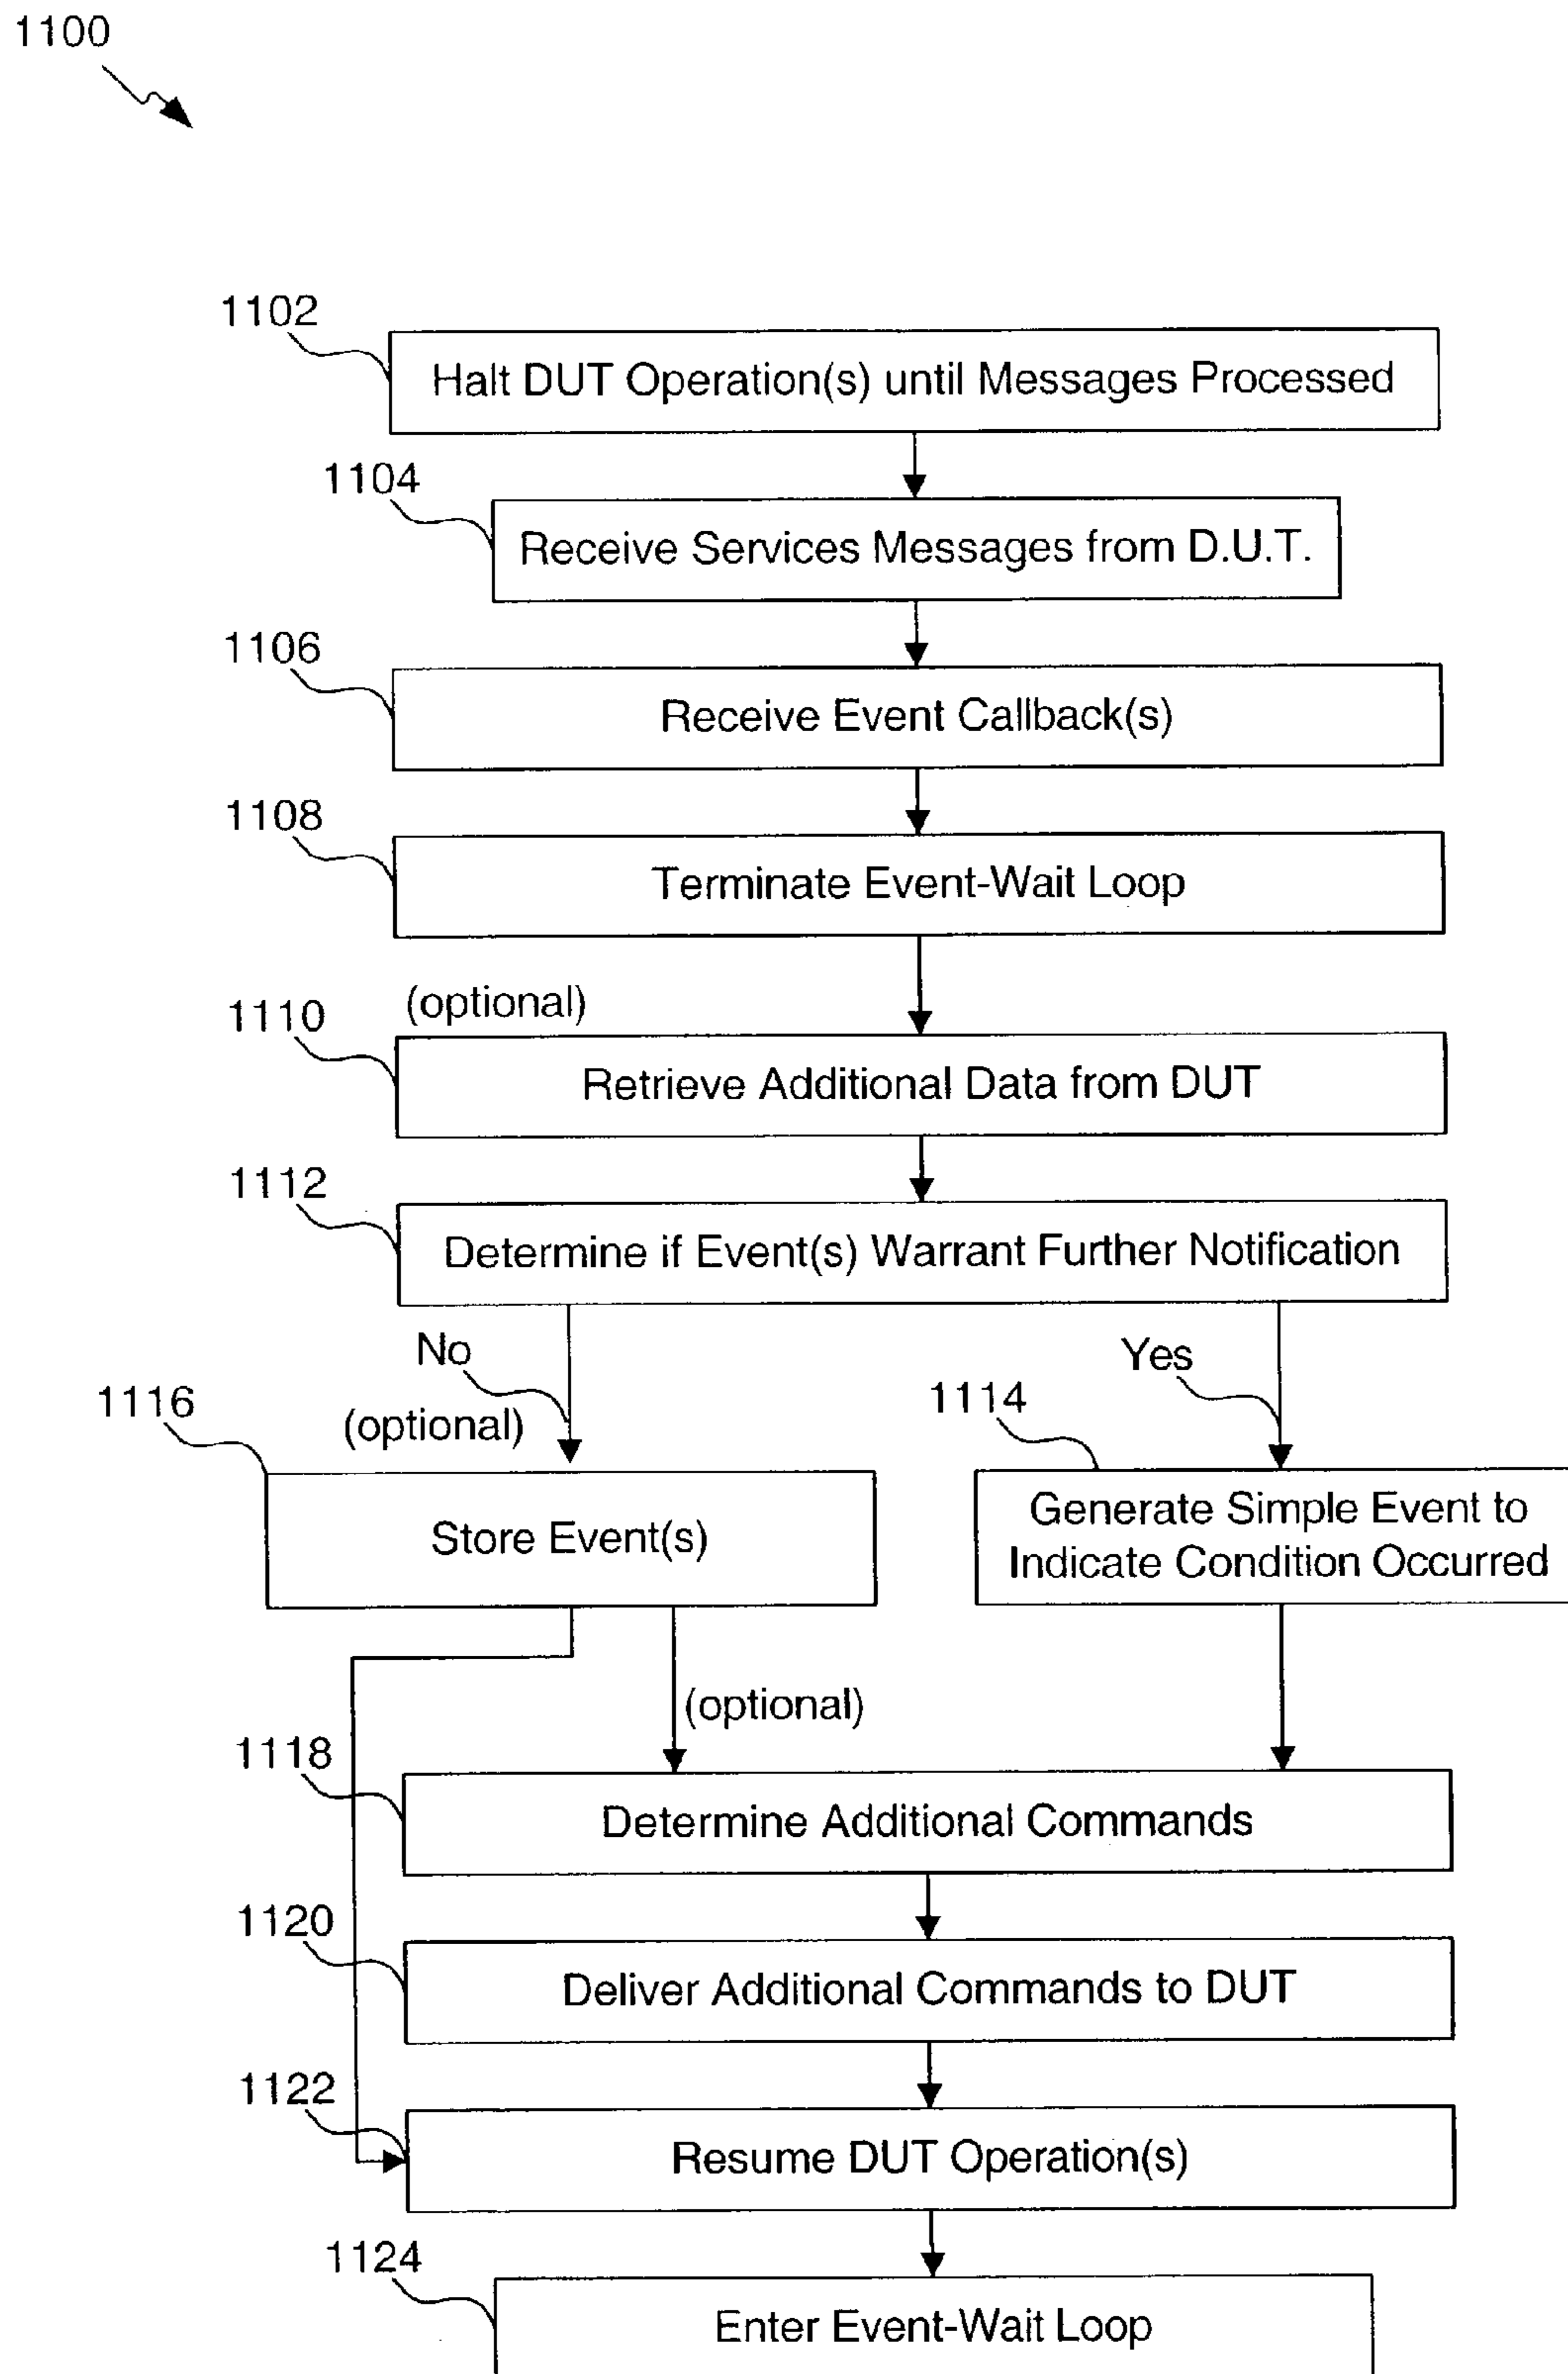 1100
1102
Halt DUT Operation(s) until Messages Processed
1104
Receive Services Messages from D.U.T.
1106
Receive Event Callback(s)
1108
Terminate Event-Wait Loop
(optional)
1110
Retrieve Additional Data from DUT
1112
Determine if Event(s) Warrant Further Notification
No
Yes
1116
(optional)
1114
Store Event(s)
Generate Simple Event to
Indicate Condition Occurred
(optional)
1118
Determine Additional Commands
1120
Deliver Additional Commands to DUT
1122
Resume DUT Operation(s)
1124
Enter Event-Wait Loop